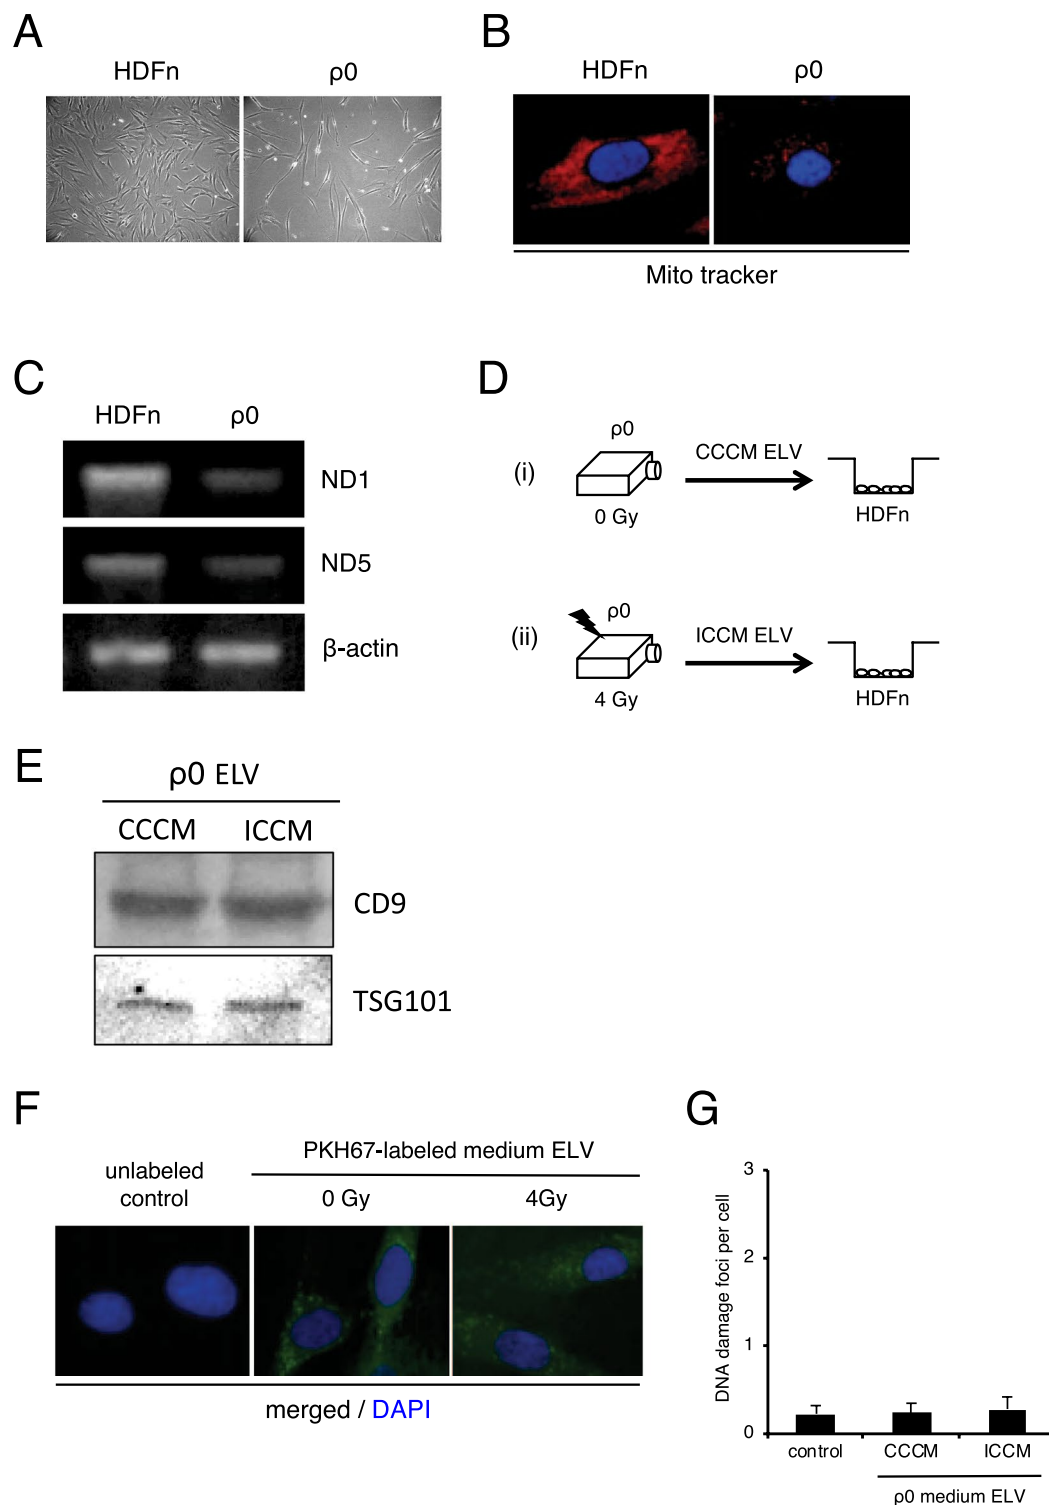 A
HDFn ρ0
B
HDFn ρ0
Mito tracker
C
HDFn ρ0
ND1
ND5
β-actin
D
(i)
ρ0
0 Gy
CCCM ELV
HDFn
(ii)
ρ0
4 Gy
ICCM ELV
HDFn
E
ρ0 ELV
CCCM ICCM
CD9
TSG101
F
unlabeled
control
PKH67-labeled medium ELV
0 Gy 4Gy
merged / DAPI
G
DNA damage foci per cell
3
2
1
0
control CCCM ICCM
ρ0 medium ELV